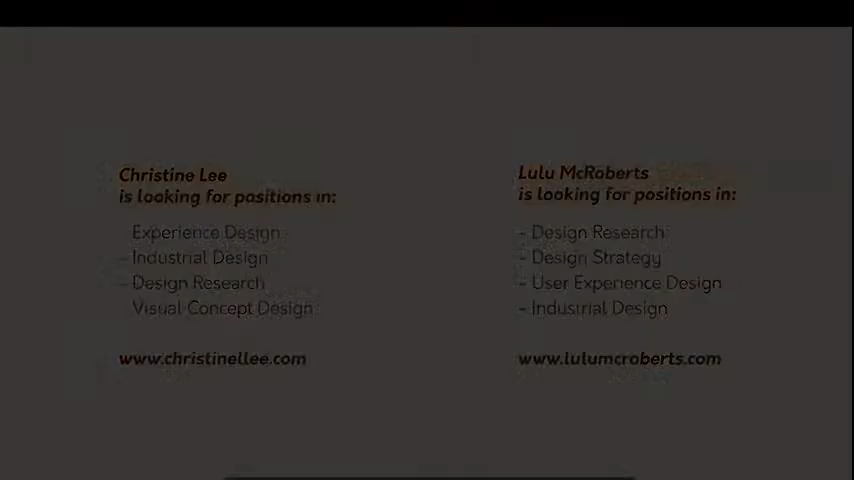 Christine Lee
is looking for positions in:
Experience Design
- Industrial Design
- Design Research
Visual Concept Design
www.christinellee.com
Lulu McRoberts
is looking for positions in:
- Design Research
- Design Strategy
- User Experience Design
- Industrial Design
www.lulumcroberts.com